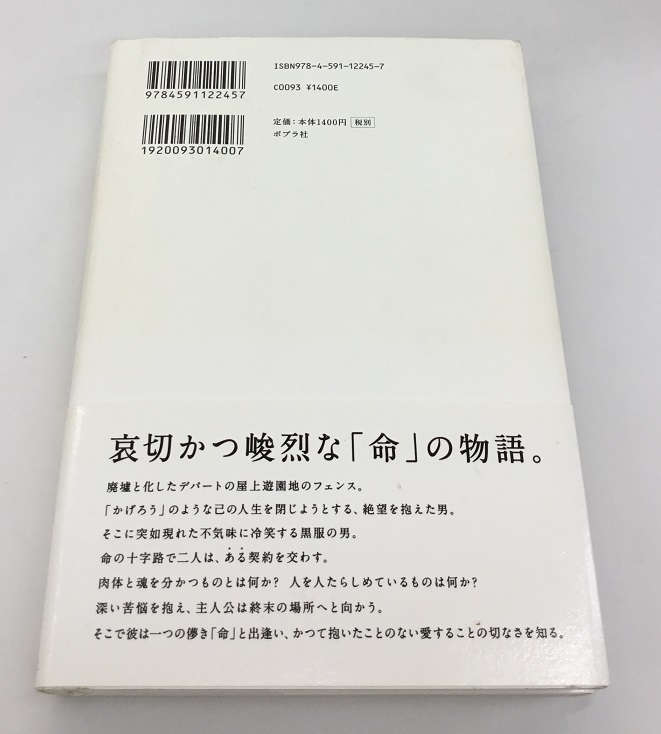 ISBN978-4-591-12245-7
9784591122457
C0093 ¥1400E
定価：本体1400円 税別
1920093014007
ポプラ社
哀切かつ峻烈な「命」の物語。
廃墟と化したデパートの屋上遊園地のフェンス。
「かげろう」のような己の人生を閉じようとする、絶望を抱えた男。
そこに突如現れた不気味に冷笑する黒服の男。
命の十字路で二人は、ある契約を交わす。
肉体と魂を分かつものとは何か？ 人を人たらしめているものは何か？
深い苦悩を抱え、主人公は終末の場所へと向かう。
そこで彼は一つの儚き「命」と出逢い、かつて抱いたことのない愛することの切なさを知る。